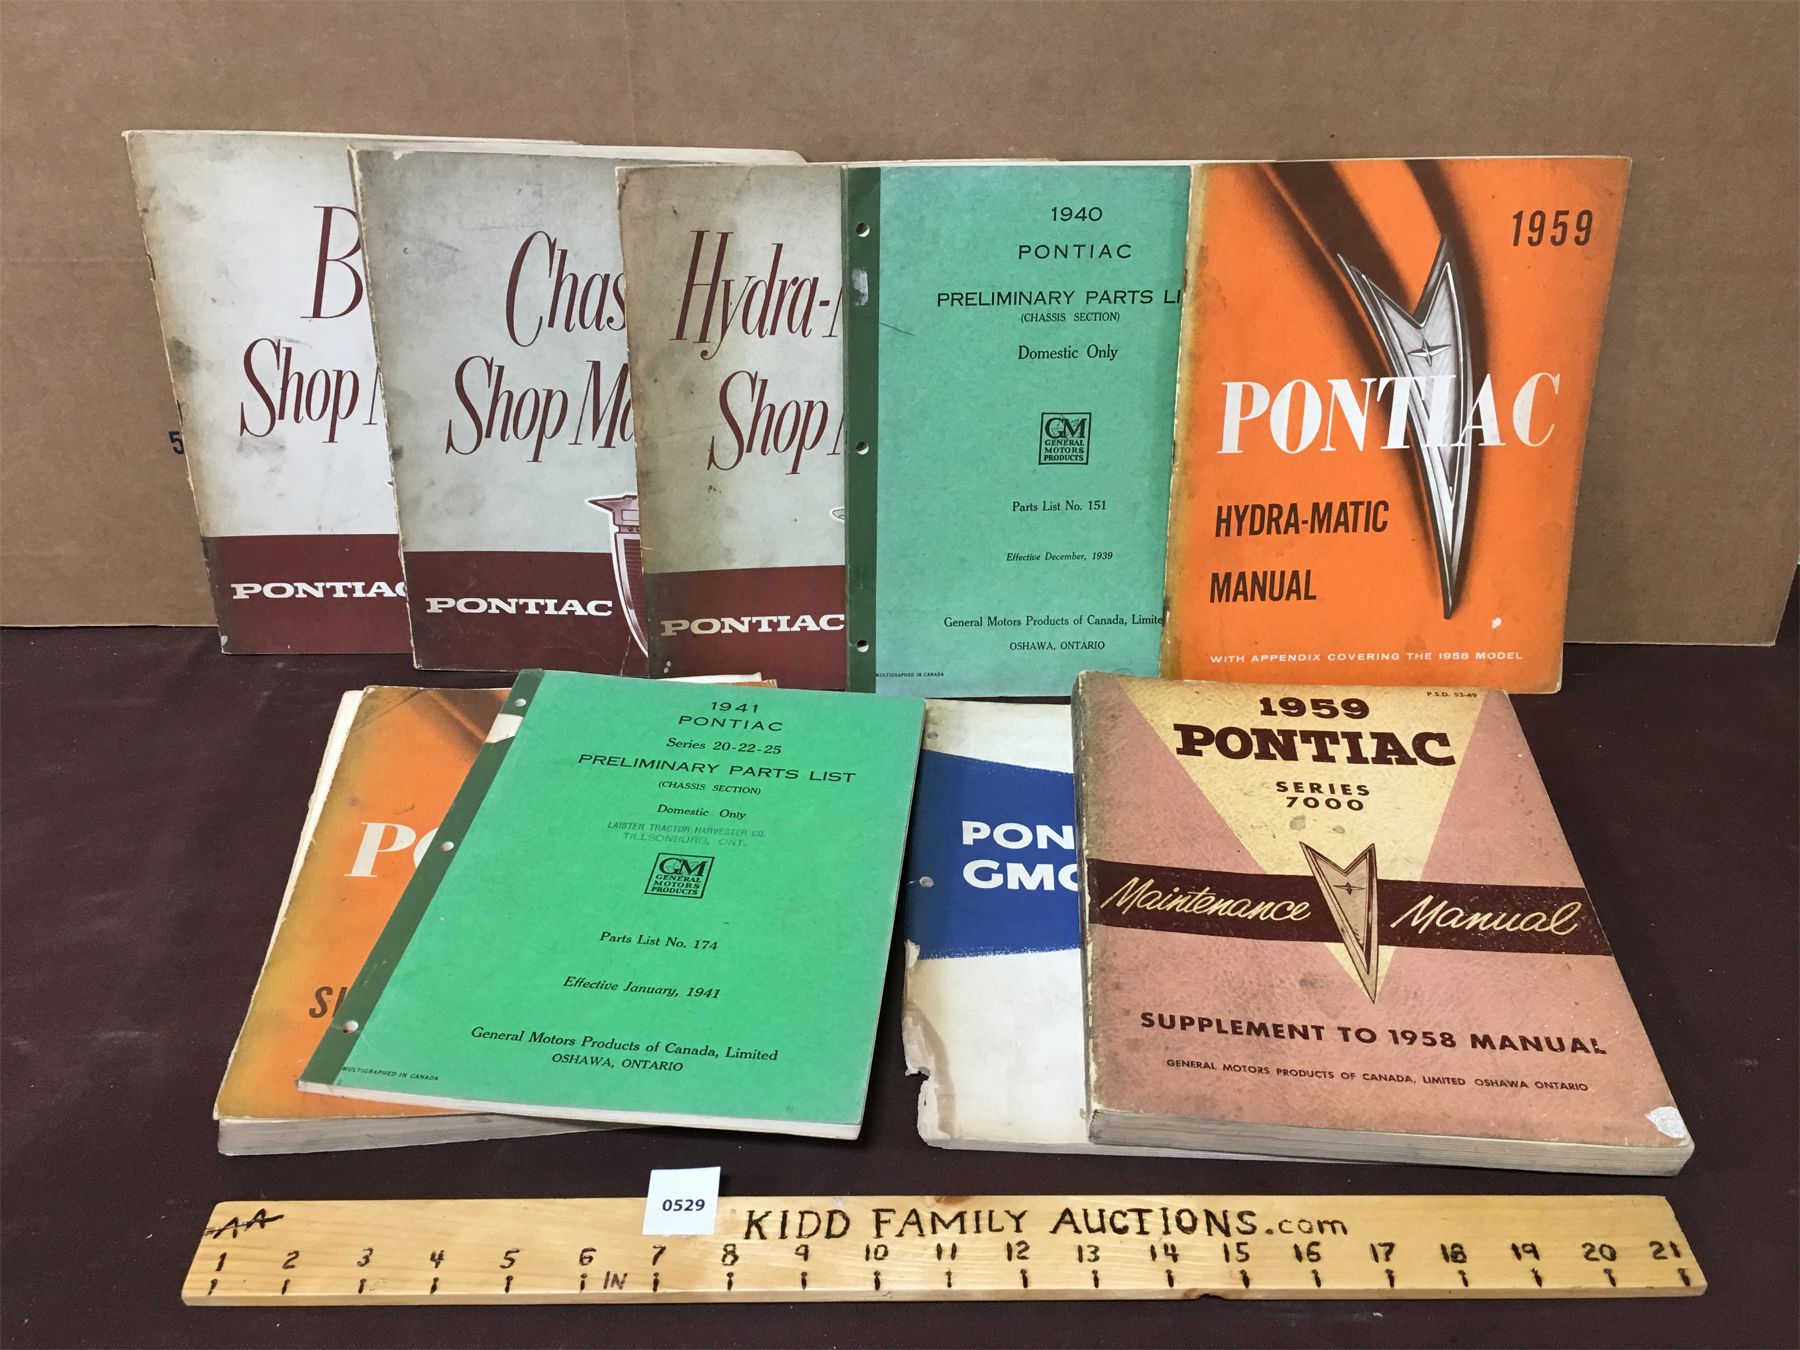 B
Shop
PONTIAC
Chas
Shop Ma
PONTIAC
Hydra-
Shop
PONTIAC
1940
PONTIAC
PRELIMINARY PARTS LI
(CHASSIS SECTION)
Domestic Only
GM
GENERAL
MOTORS
PRODUCTS
Parts List No. 151
Effective December, 1939
General Motors Products of Canada, Limite
OSHAWA, ONTARIO
MULTIGRAPHED IN CANADA
1959
PONTIAC
HYDRA-MATIC
MANUAL
WITH APPENDIX COVERING THE 1958 MODEL
5
P
1941
PONTIAC
Series 20-22-25
PRELIMINARY PARTS LIST
(CHASSIS SECTION)
Domestic Only
LAISTER TRACTOR HARVESTER CO.
TILLSONBURG, ONT.
GM
GENERAL
MOTORS
PRODUCTS
Parts List No. 174
Effective January, 1941
General Motors Products of Canada, Limited
OSHAWA, ONTARIO
MULTIGRAPHED IN CANADA
PON
GMC
P.S.D. 53-49
1959
PONTIAC
SERIES
7000
Maintenance Manual
SUPPLEMENT TO 1958 MANUAL
GENERAL MOTORS PRODUCTS OF CANADA, LIMITED OSHAWA ONTARIO
0529
AA
KIDD FAMILY AUCTIONS.com
1 2 3 4 5 6 7 8 9 10 11 12 13 14 15 16 17 18 19 20 21
IN